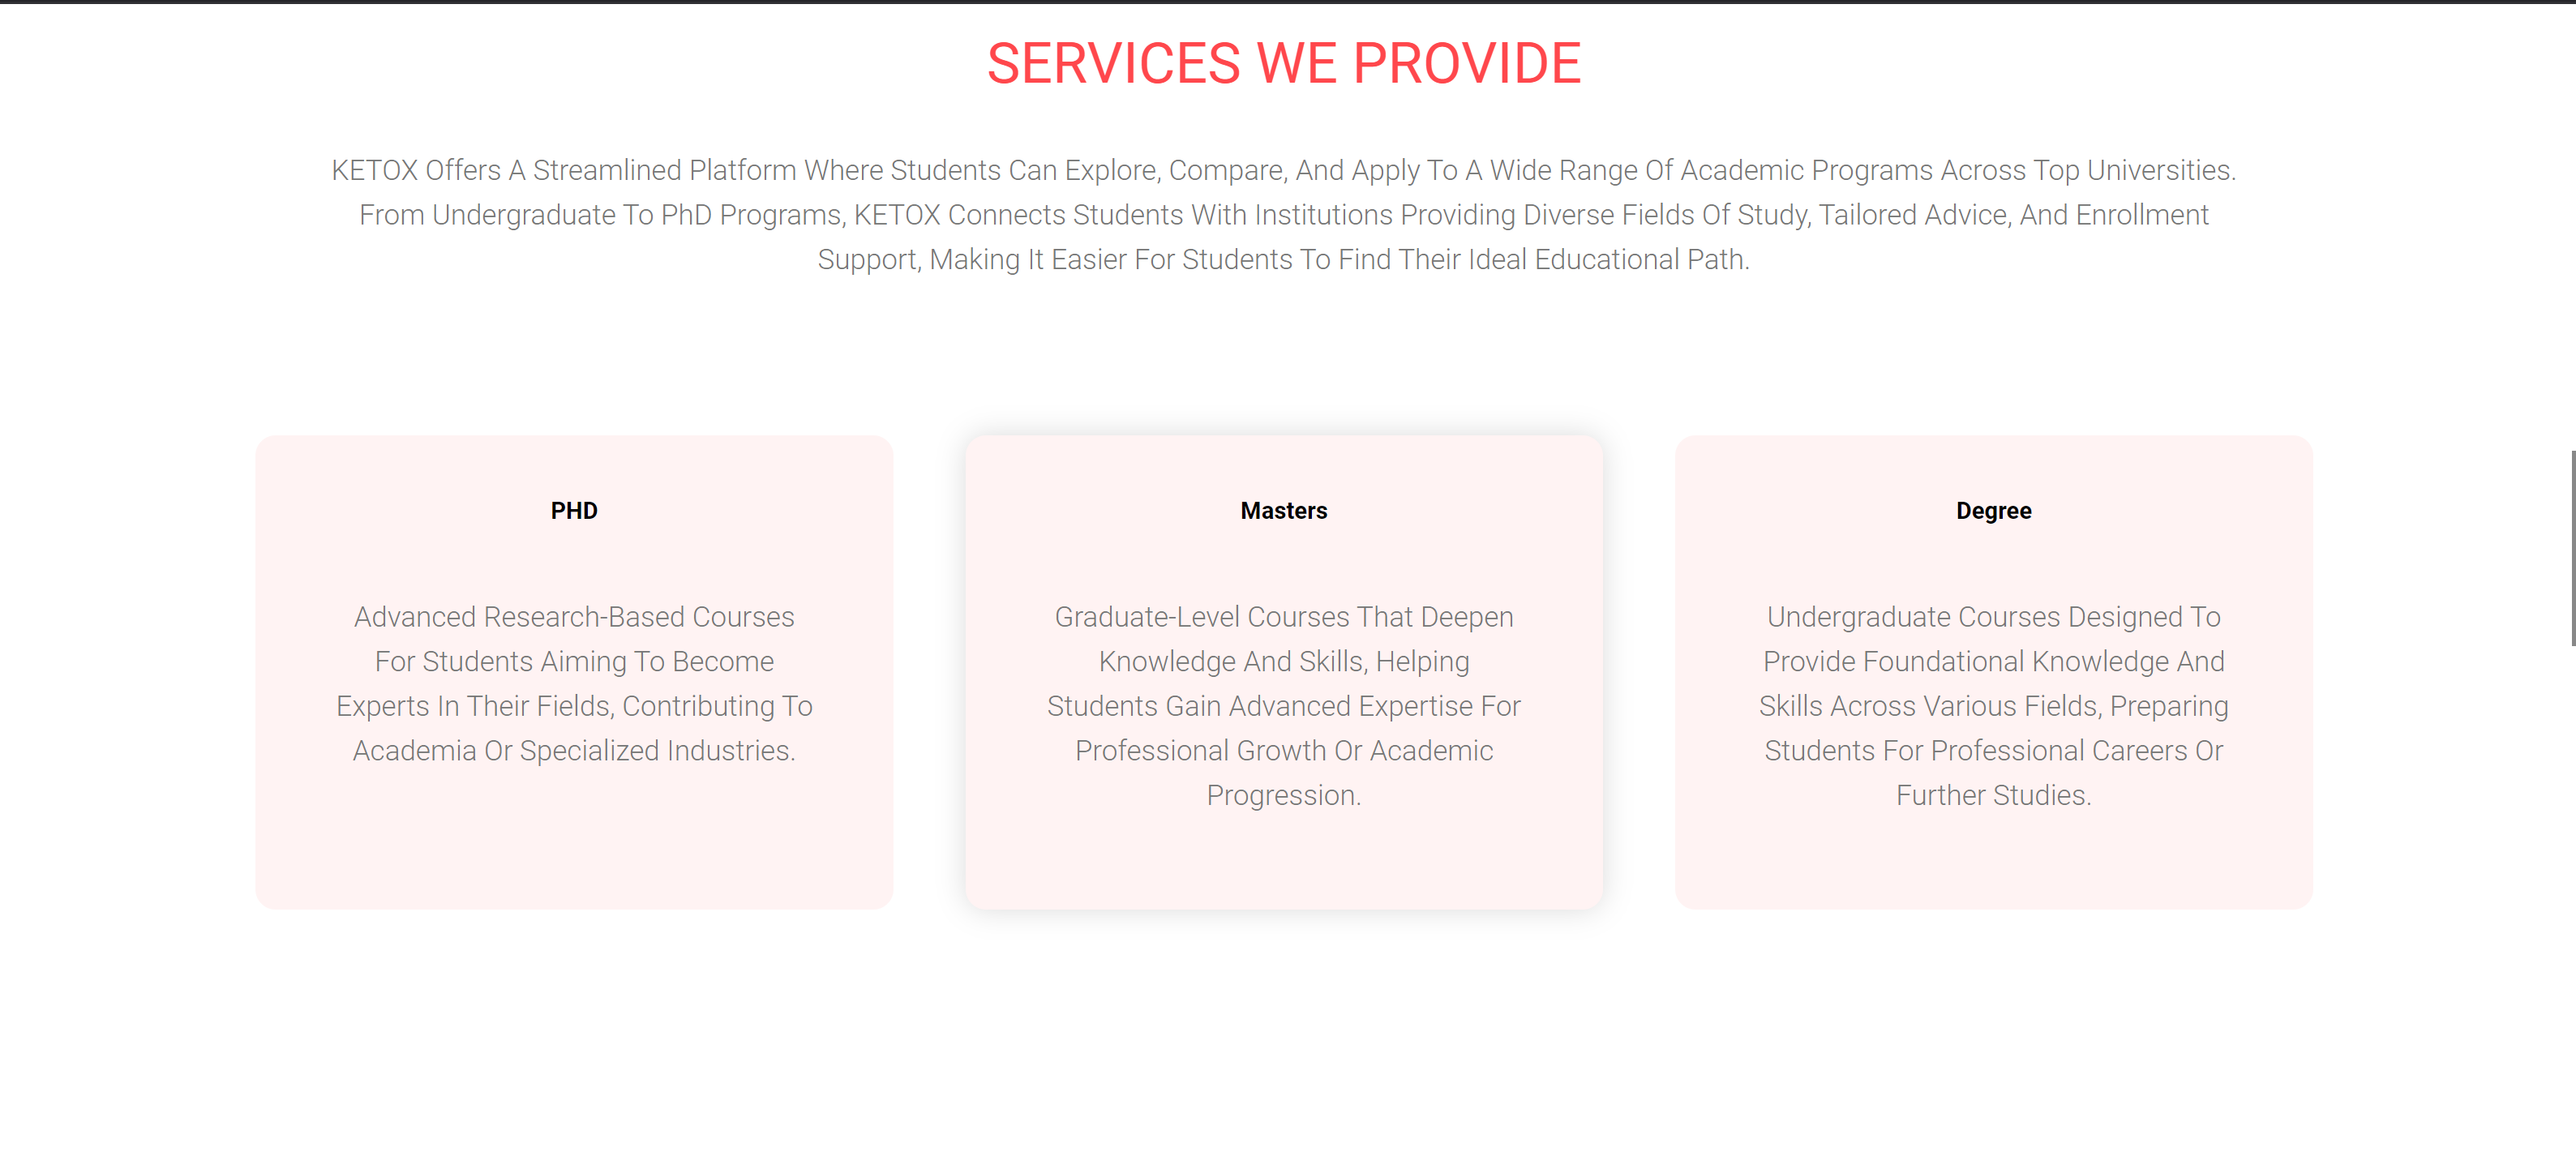 SERVICES WE PROVIDE
KETOX Offers A Streamlined Platform Where Students Can Explore, Compare, And Apply To A Wide Range Of Academic Programs Across Top Universities.
From Undergraduate To PhD Programs, KETOX Connects Students With Institutions Providing Diverse Fields Of Study, Tailored Advice, And Enrollment
Support, Making It Easier For Students To Find Their Ideal Educational Path.
PHD
Advanced Research-Based Courses
For Students Aiming To Become
Experts In Their Fields, Contributing To
Academia Or Specialized Industries.
Masters
Graduate-Level Courses That Deepen
Knowledge And Skills, Helping
Students Gain Advanced Expertise For
Professional Growth Or Academic
Progression.
Degree
Undergraduate Courses Designed To
Provide Foundational Knowledge And
Skills Across Various Fields, Preparing
Students For Professional Careers Or
Further Studies.